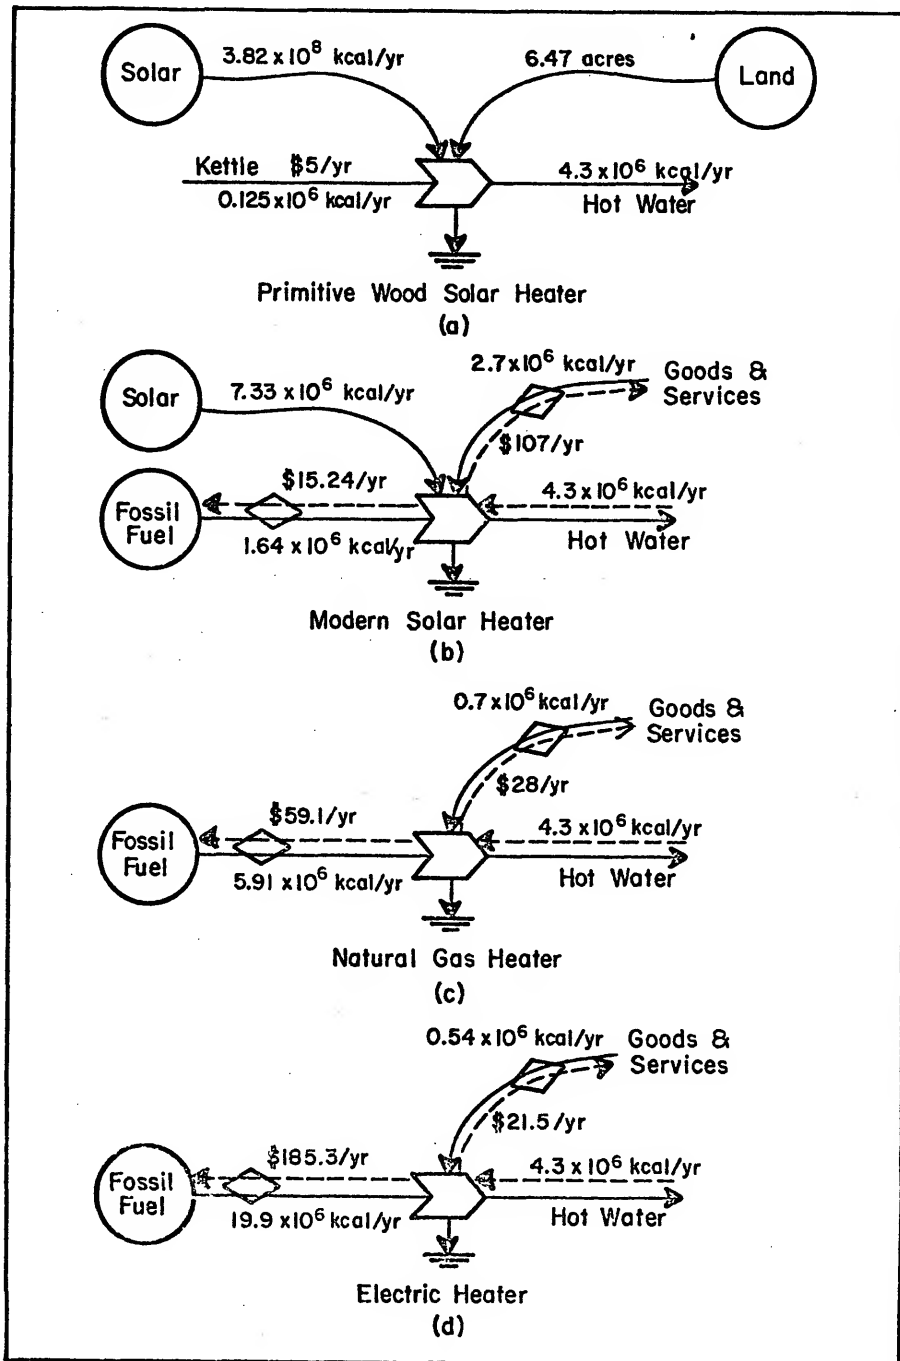 Solar
3.82 x 10⁸ kcal/yr
6.47 acres
Land
Kettle $5/yr
0.125 x 10⁶ kcal/yr
4.3 x 10⁶ kcal/yr
Hot Water
Primitive Wood Solar Heater
(a)
Solar
7.33 x 10⁶ kcal/yr
2.7 x 10⁶ kcal/yr
Goods &
Services
$107/yr
Fossil
Fuel
$15.24/yr
1.64 x 10⁶ kcal/yr
4.3 x 10⁶ kcal/yr
Hot Water
Modern Solar Heater
(b)
0.7 x 10⁶ kcal/yr
Goods &
Services
$28/yr
Fossil
Fuel
$59.1/yr
5.91 x 10⁶ kcal/yr
4.3 x 10⁶ kcal/yr
Hot Water
Natural Gas Heater
(c)
0.54 x 10⁶ kcal/yr
Goods &
Services
$21.5/yr
Fossil
Fuel
$185.3/yr
19.9 x 10⁶ kcal/yr
4.3 x 10⁶ kcal/yr
Hot Water
Electric Heater
(d)